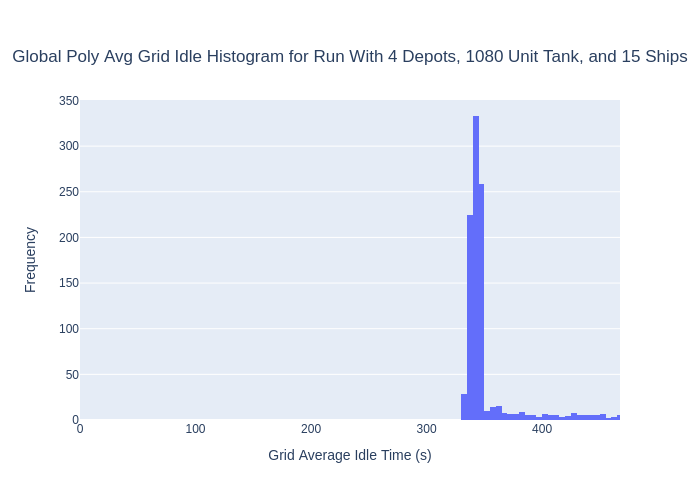 Global Poly Avg Grid Idle Histogram for Run With 4 Depots, 1080 Unit Tank, and 15 Ships
350
300
250
200
150
100
50
0
Frequency
0 100 200 300 400
Grid Average Idle Time (s)